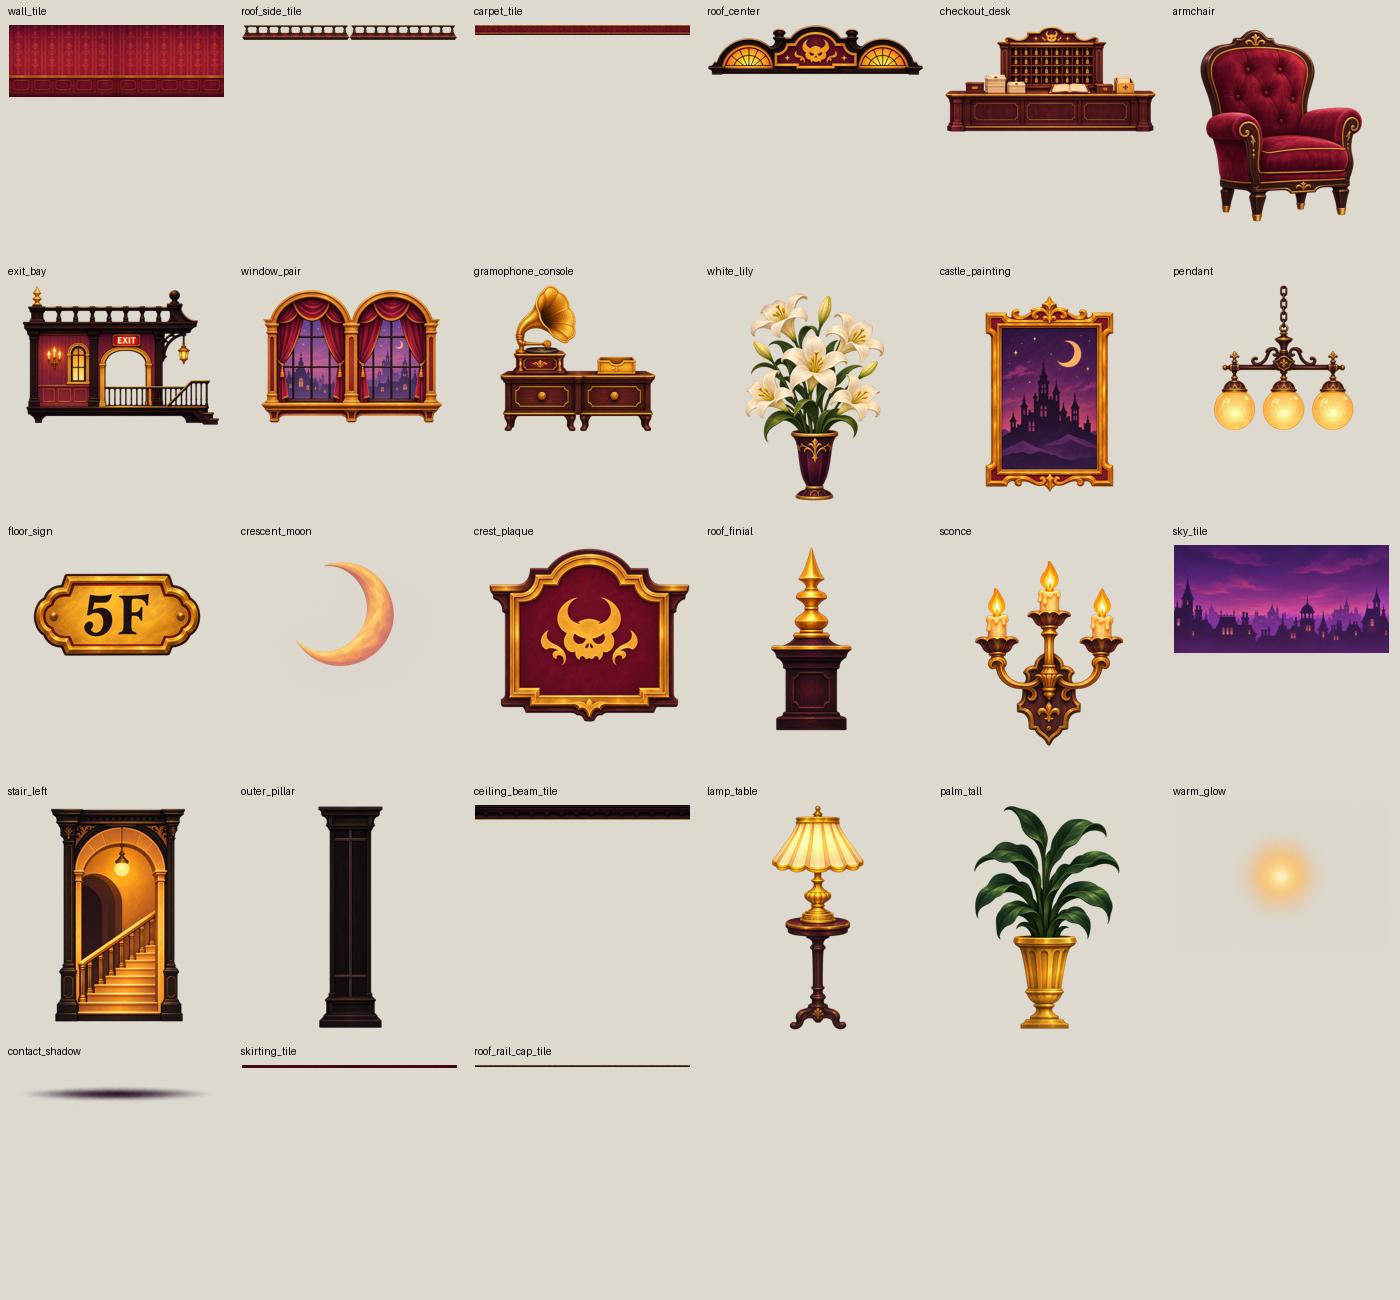 wall_tile
roof_side_tile
carpet_tile
roof_center
checkout_desk
armchair
exit_bay
window_pair
gramophone_console
white_lily
castle_painting
pendant
EXIT
floor_sign
crescent_moon
crest_plaque
roof_finial
sconce
sky_tile
5F
stair_left
outer_pillar
ceiling_beam_tile
lamp_table
palm_tall
warm_glow
contact_shadow
skirting_tile
roof_rail_cap_tile